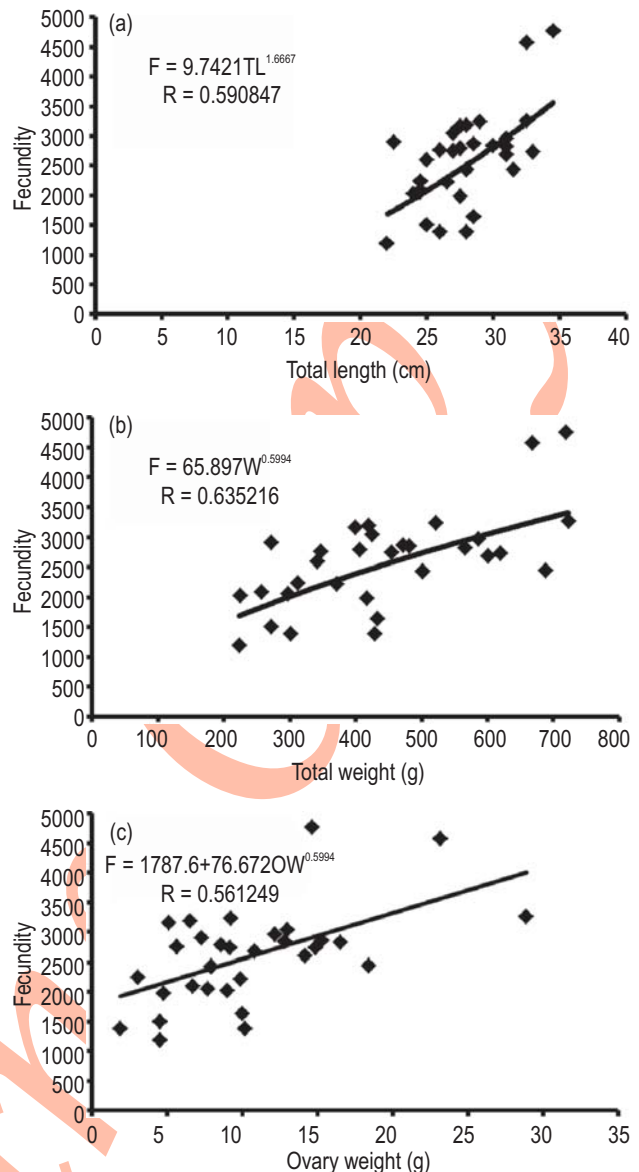 (a)
F = 9.7421TL^1.6667
R = 0.590847
Fecundity
5000
4500
4000
3500
3000
2500
2000
1500
1000
500
0
0 5 10 15 20 25 30 35 40
Total length (cm)
(b)
F = 65.897W^0.5994
R = 0.635216
Fecundity
5000
4500
4000
3500
3000
2500
2000
1500
1000
500
0
0 100 200 300 400 500 600 700 800
Total weight (g)
(c)
F = 1787.6+76.672OW^0.5994
R = 0.561249
Fecundity
5000
4500
4000
3500
3000
2500
2000
1500
1000
500
0
0 5 10 15 20 25 30 35
Ovary weight (g)